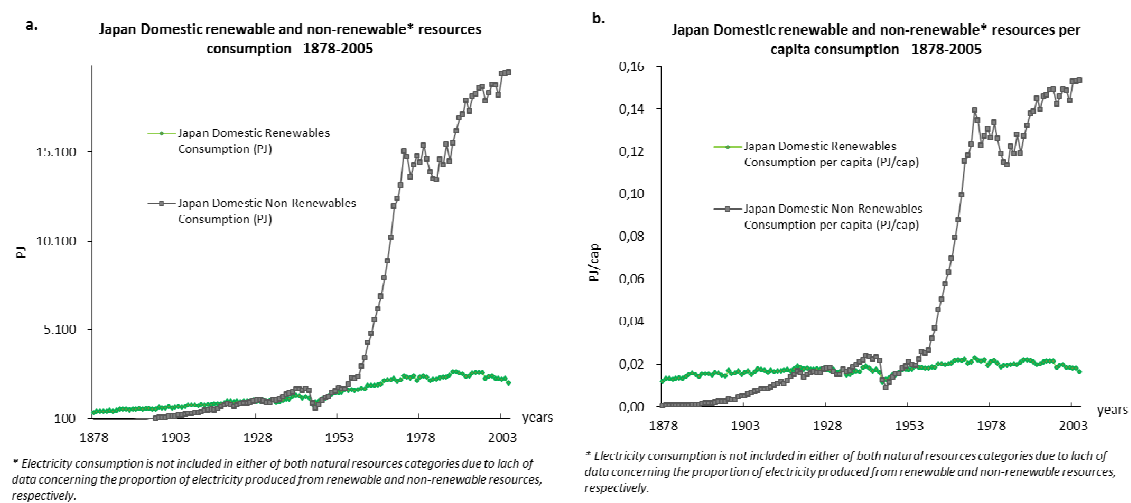 a.
Japan Domestic renewable and non-renewable* resources
consumption 1878-2005
Japan Domestic Renewables
Consumption (PJ)
Japan Domestic Non-Renewables
Consumption (PJ)
PJ
15.100
10.100
5.100
100
1878 1903 1928 1953 1978 2003
years
* Electricity consumption is not included in either of both natural resources categories due to lack of
data concerning the proportion of electricity produced from renewable and non-renewable resources,
respectively.
b.
Japan Domestic renewable and non-renewable* resources per
capita consumption 1878-2005
Japan Domestic Renewables
Consumption per capita (PJ/cap)
Japan Domestic Non Renewables
Consumption per capita (PJ/cap)
PJ/cap
0,16
0,14
0,12
0,10
0,08
0,06
0,04
0,02
0,00
1878 1903 1928 1953 1978 2003
years
* Electricity consumption is not included in either of both natural resources categories due to lack of
data concerning the proportion of electricity produced from renewable and non-renewable resources,
respectively.